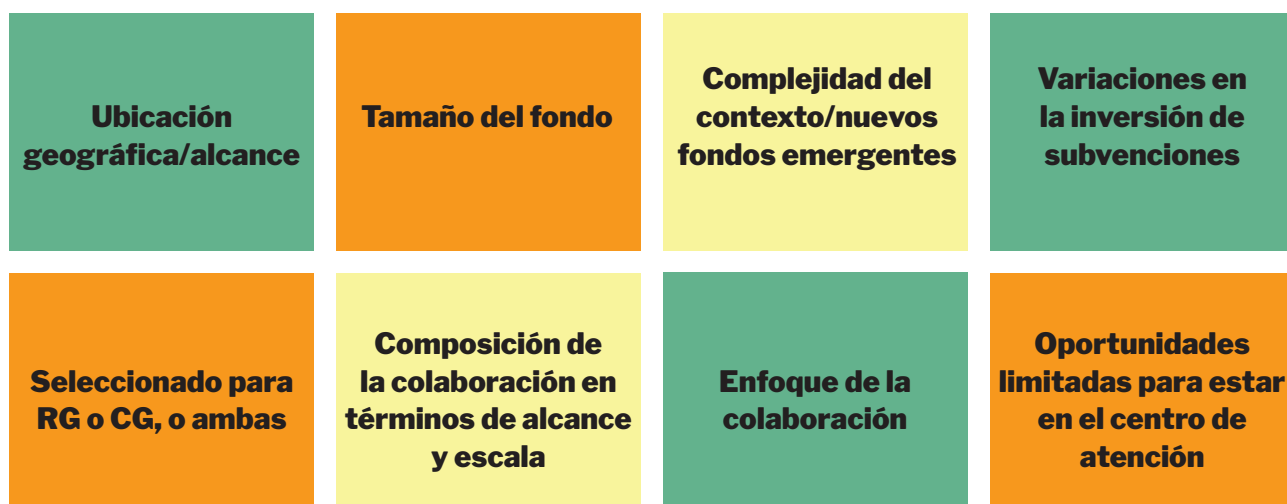 Ubicación
geográfica/alcance
Tamaño del fondo
Complejidad del
contexto/nuevos
fondos emergentes
Variaciones en
la inversión de
subvenciones
Seleccionado para
RG o CG, o ambas
Composición de
la colaboración en
términos de alcance
y escala
Enfoque de la
colaboración
Oportunidades
limitadas para estar
en el centro de
atención